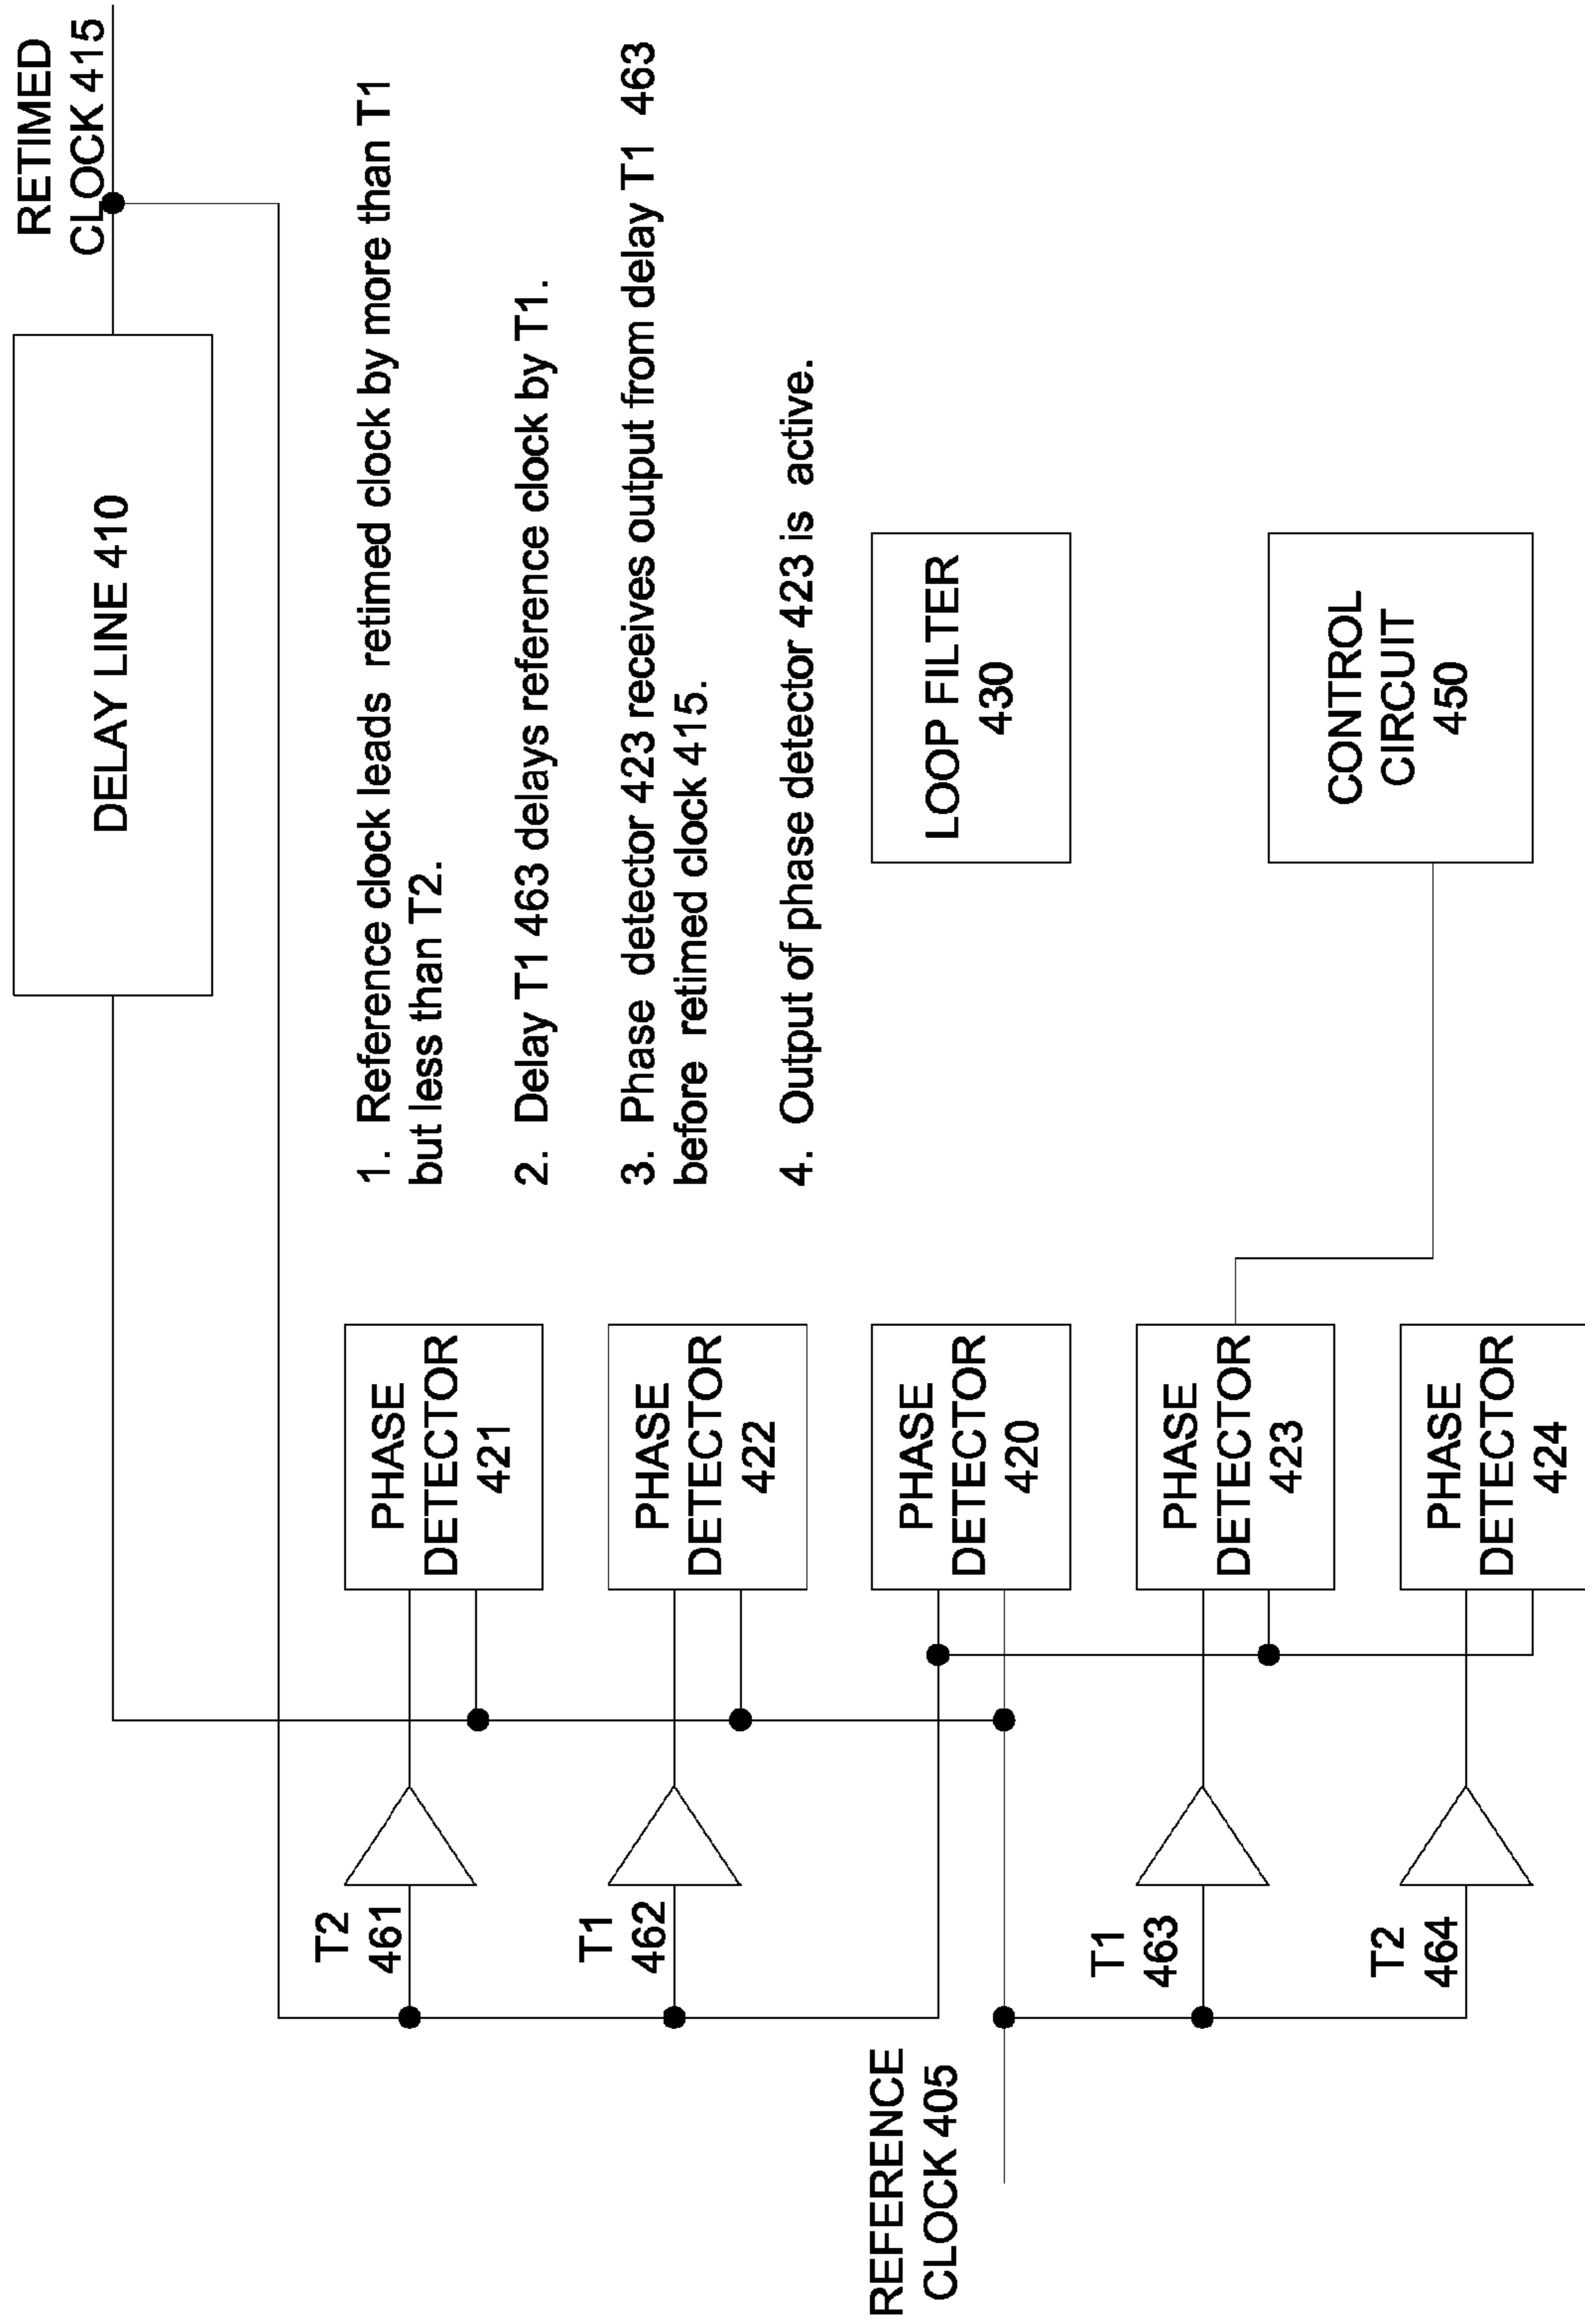 RETIMED
CLOCK 415
DELAY LINE 410
1. Reference clock leads retimed clock by more than T1
but less than T2.
2. Delay T1 463 delays reference clock by T1.
3. Phase detector 423 receives output from delay T1 463
before retimed clock 415.
4. Output of phase detector 423 is active.
T2
461
PHASE
DETECTOR
421
T1
462
PHASE
DETECTOR
422
REFERENCE
CLOCK 405
PHASE
DETECTOR
420
LOOP FILTER
430
T1
463
PHASE
DETECTOR
423
CONTROL
CIRCUIT
450
T2
464
PHASE
DETECTOR
424